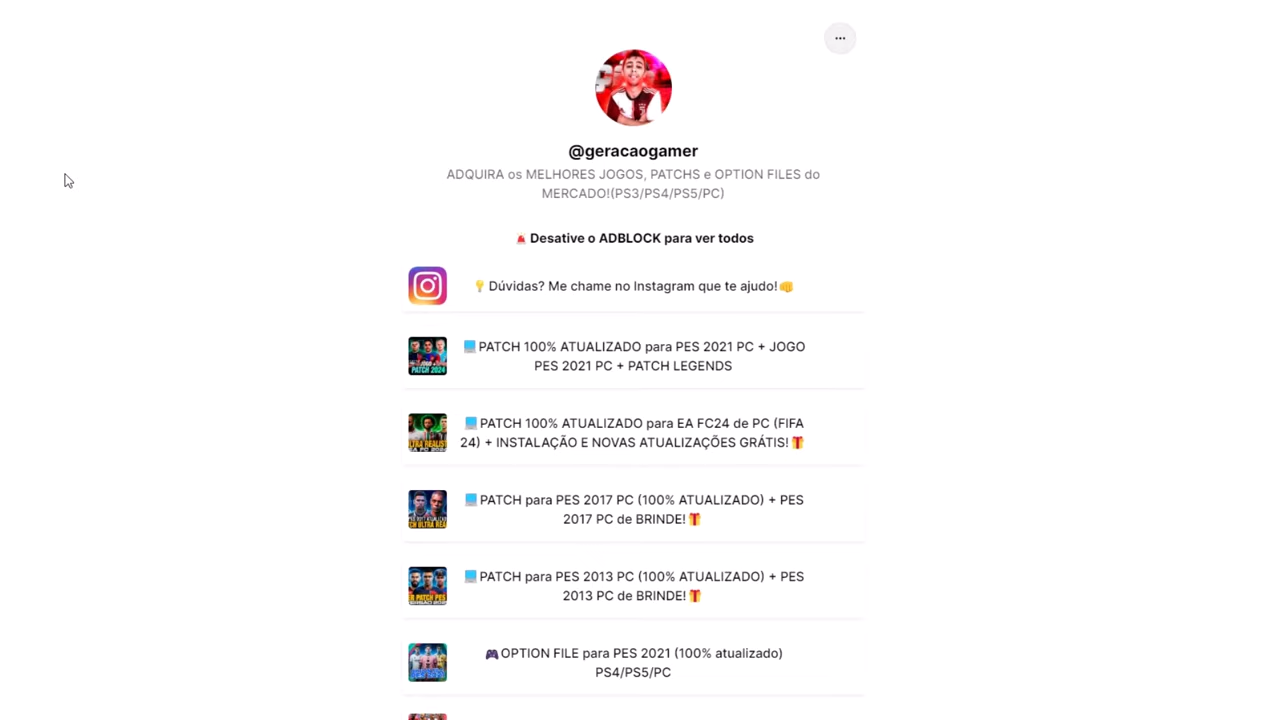 @geracaogamer
ADQUIRA os MELHORES JOGOS, PATCHS e OPTION FILES do
MERCADO!(PS3/PS4/PS5/PC)
🚨 Desative o ADBLOCK para ver todos
💡 Dúvidas? Me chame no Instagram que te ajudo!👊
💻PATCH 100% ATUALIZADO para PES 2021 PC + JOGO
PES 2021 PC + PATCH LEGENDS
💻PATCH 100% ATUALIZADO para EA FC24 de PC (FIFA
24) + INSTALAÇÃO E NOVAS ATUALIZAÇÕES GRÁTIS!🎁
💻PATCH para PES 2017 PC (100% ATUALIZADO) + PES
2017 PC de BRINDE!🎁
💻PATCH para PES 2013 PC (100% ATUALIZADO) + PES
2013 PC de BRINDE!🎁
🎮OPTION FILE para PES 2021 (100% atualizado)
PS4/PS5/PC